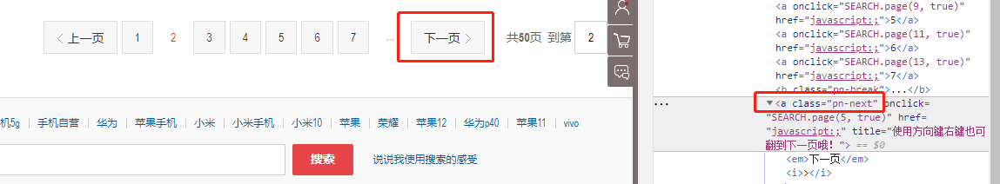 上一页 1 2 3 4 5 6 7 ... 下一页 共50页 到第 2
机5g 手机自营 华为 苹果手机 小米 小米手机 小米10 苹果 荣耀 苹果12 华为p40 苹果11 vivo
搜索 说说我使用搜索的感受
<a onclick="SEARCH.page(9, true)"
href="javascript:;">5</a>
<a onclick="SEARCH.page(11, true)"
href="javascript:;">6</a>
<a onclick="SEARCH.page(13, true)"
href="javascript:;">7</a>
<b class="pn-break">...</b>
... ▼<a class="pn-next" onclick=
"SEARCH.page(5, true)" href=
"javascript:;" title="使用方向键右键也可
翻到下一页哦！"> == $0
<em>下一页</em>
<i>></i>